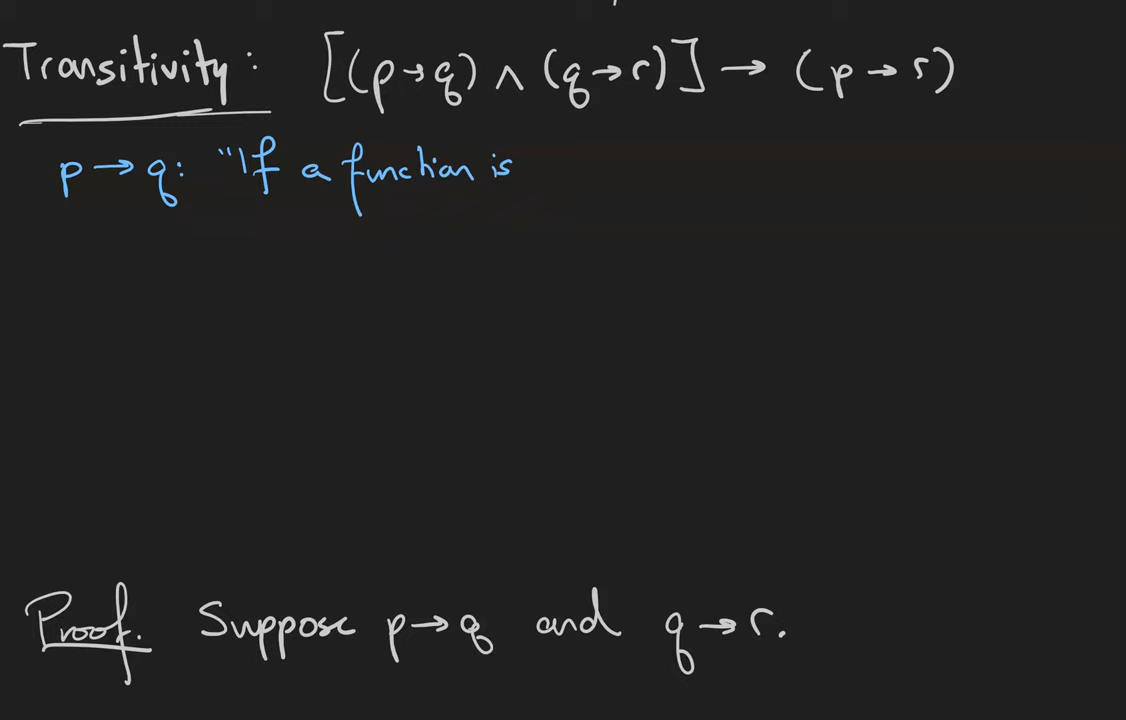 Transitivity: [(p→q) ∧ (q→r)] → (p→r)
p→q: "If a function is
Proof. Suppose p→q and q→r.